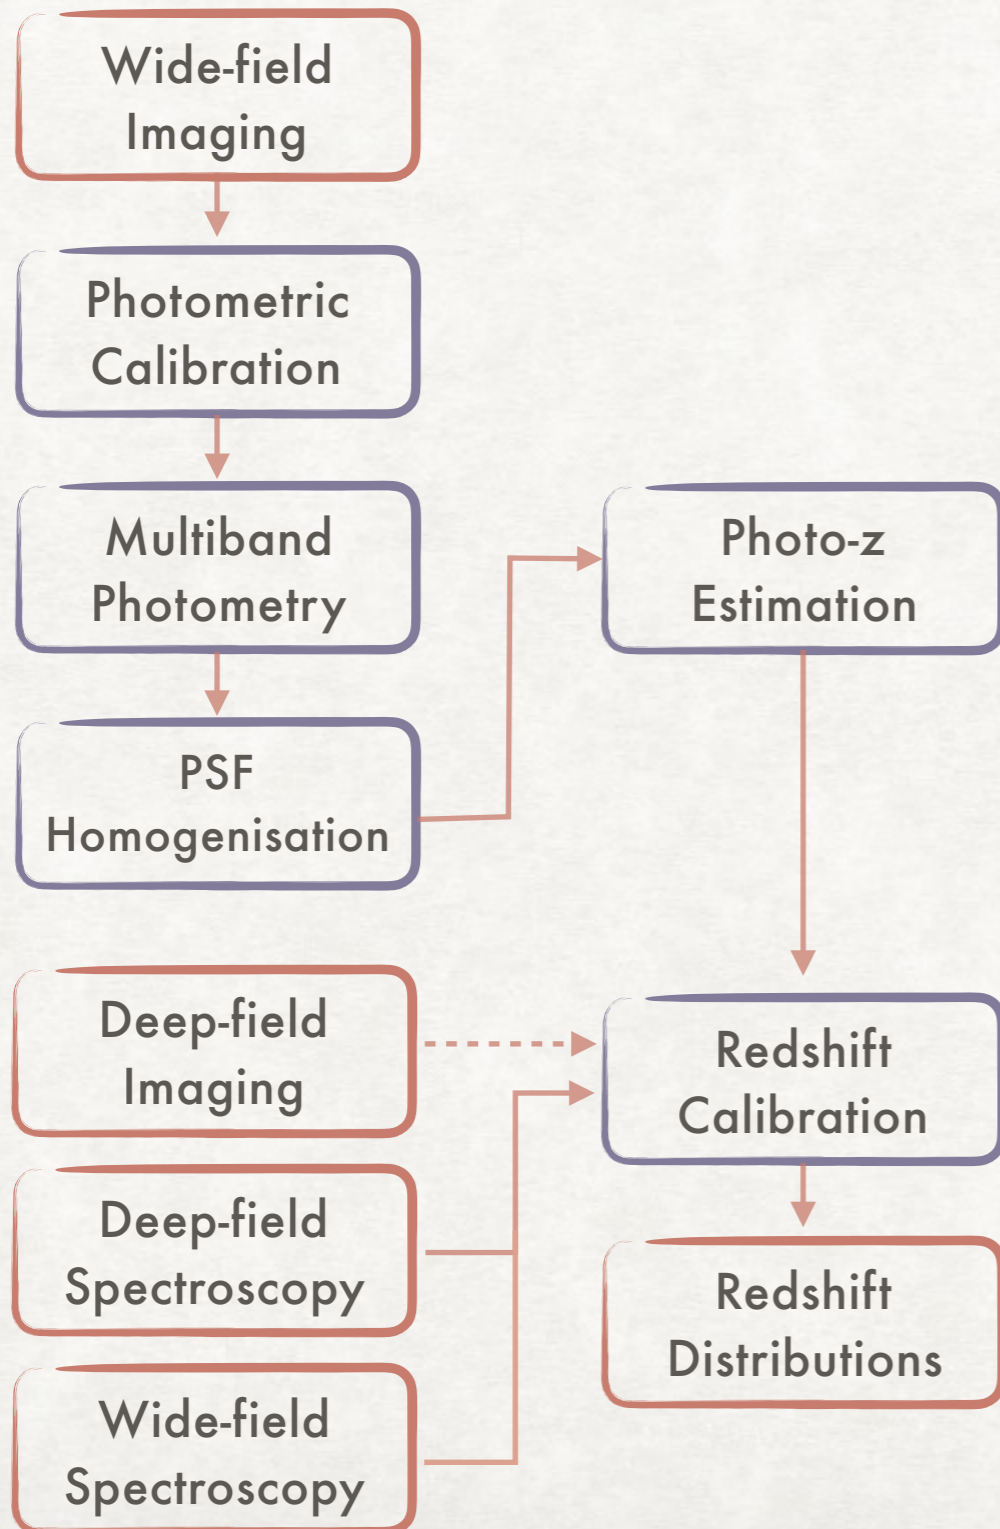 Wide-field
Imaging
Photometric
Calibration
Multiband
Photometry
PSF
Homogenisation
Photo-z
Estimation
Deep-field
Imaging
Deep-field
Spectroscopy
Wide-field
Spectroscopy
Redshift
Calibration
Redshift
Distributions